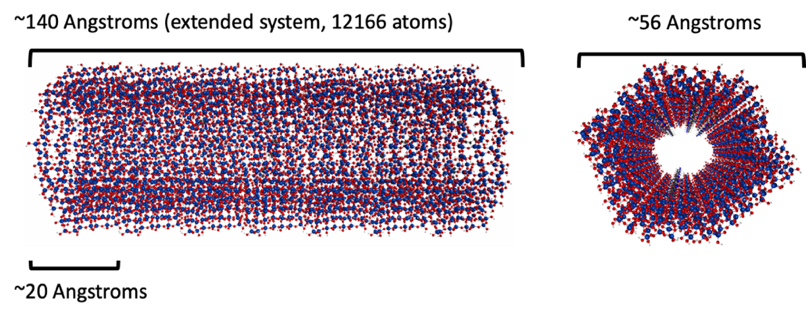 ~140 Angstroms (extended system, 12166 atoms)
~56 Angstroms
~20 Angstroms